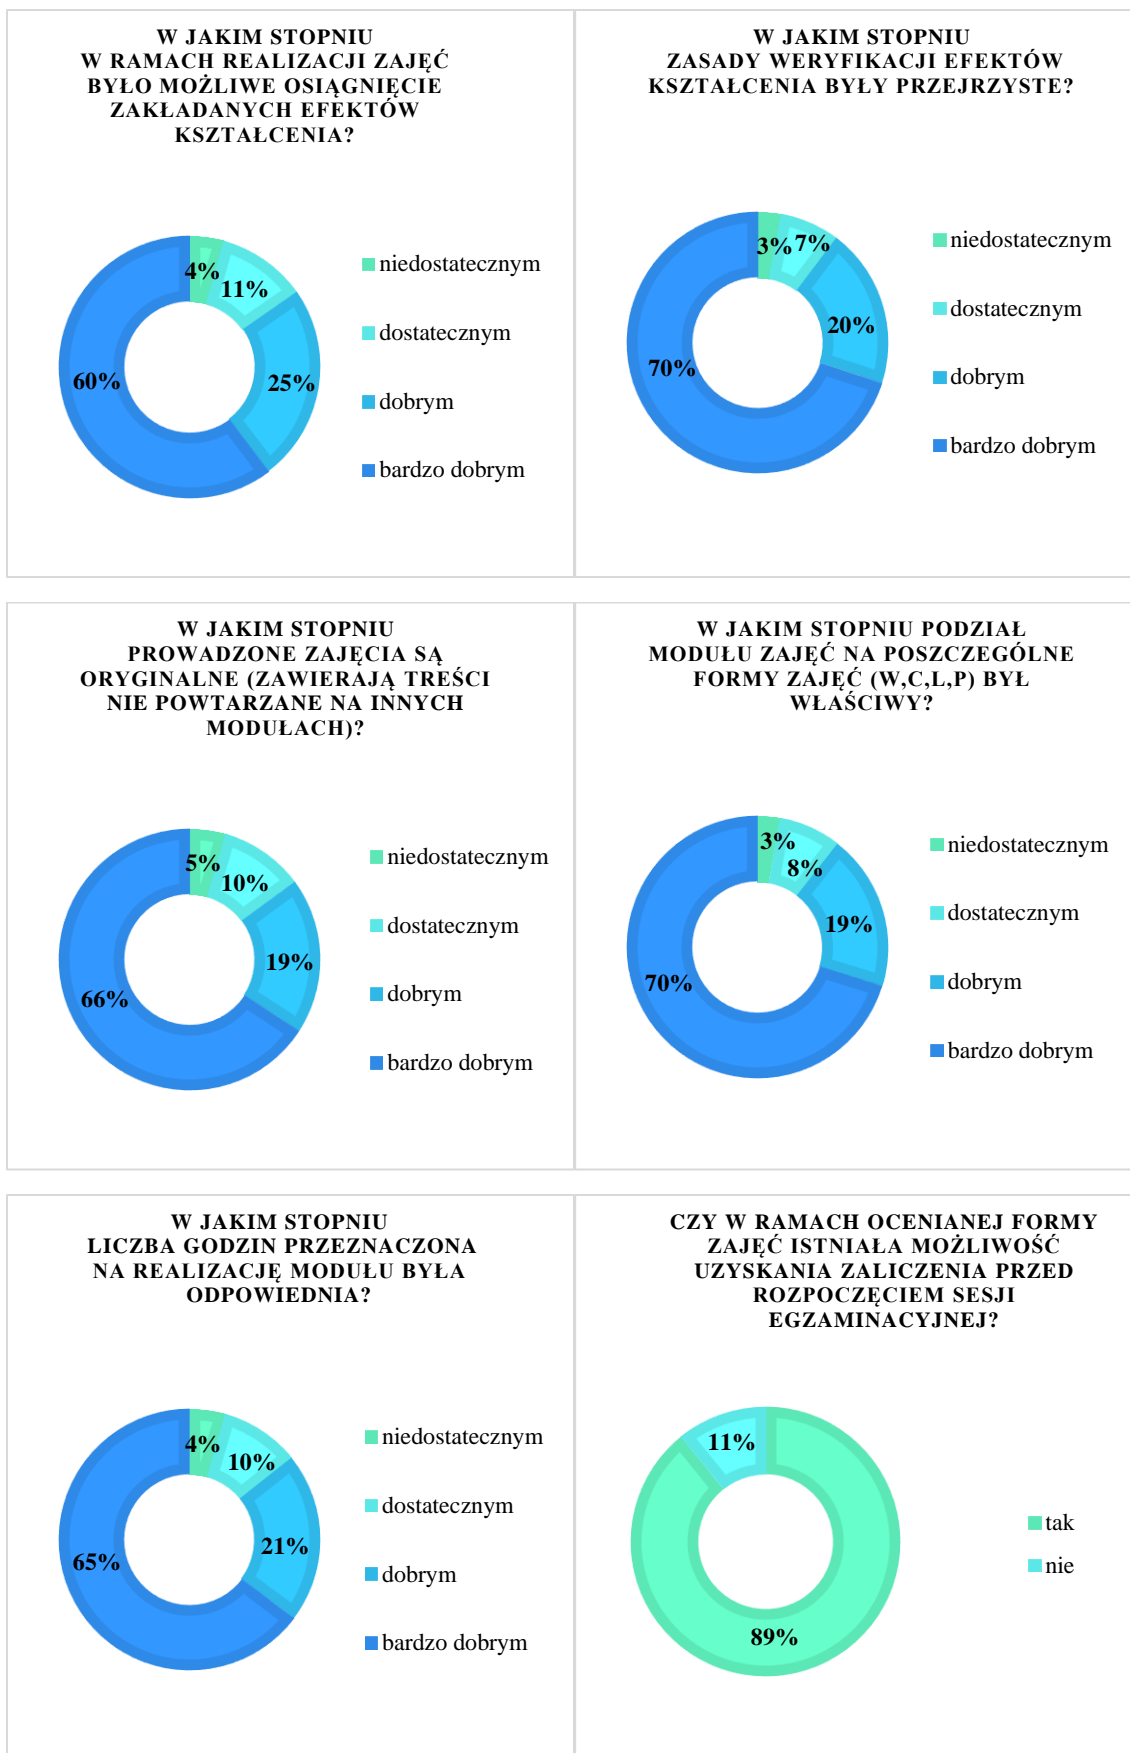 W JAKIM STOPNIU
W RAMACH REALIZACJI ZAJĘĆ
BYŁO MOŻLIWE OSIĄGNIĘCIE
ZAKŁADANYCH EFEKTÓW
KSZTAŁCENIA?
4%
11%
25%
60%
niedostatecznym
dostatecznym
dobrym
bardzo dobrym
W JAKIM STOPNIU
ZASADY WERYFIKACJI EFEKTÓW
KSZTAŁCENIA BYŁY PRZEJRZYSTE?
3%
7%
20%
70%
niedostatecznym
dostatecznym
dobrym
bardzo dobrym
W JAKIM STOPNIU
PROWADZONE ZAJĘCIA SĄ
ORYGINALNE (ZAWIERAJĄ TREŚCI
NIE POWTARZANE NA INNYCH
MODUŁACH)?
5%
10%
19%
66%
niedostatecznym
dostatecznym
dobrym
bardzo dobrym
W JAKIM STOPNIU PODZIAŁ
MODUŁU ZAJĘĆ NA POSZCZEGÓLNE
FORMY ZAJĘĆ (W,C,L,P) BYŁ
WŁAŚCIWY?
3%
8%
19%
70%
niedostatecznym
dostatecznym
dobrym
bardzo dobrym
W JAKIM STOPNIU
LICZBA GODZIN PRZEZNACZONA
NA REALIZACJĘ MODUŁU BYŁA
ODPOWIEDNIA?
4%
10%
21%
65%
niedostatecznym
dostatecznym
dobrym
bardzo dobrym
CZY W RAMACH OCENIANEJ FORMY
ZAJĘĆ ISTNIAŁA MOŻLIWOŚĆ
UZYSKANIA ZALICZENIA PRZED
ROZPOCZĘCIEM SESJI
EGZAMINACYJNEJ?
11%
89%
tak
nie